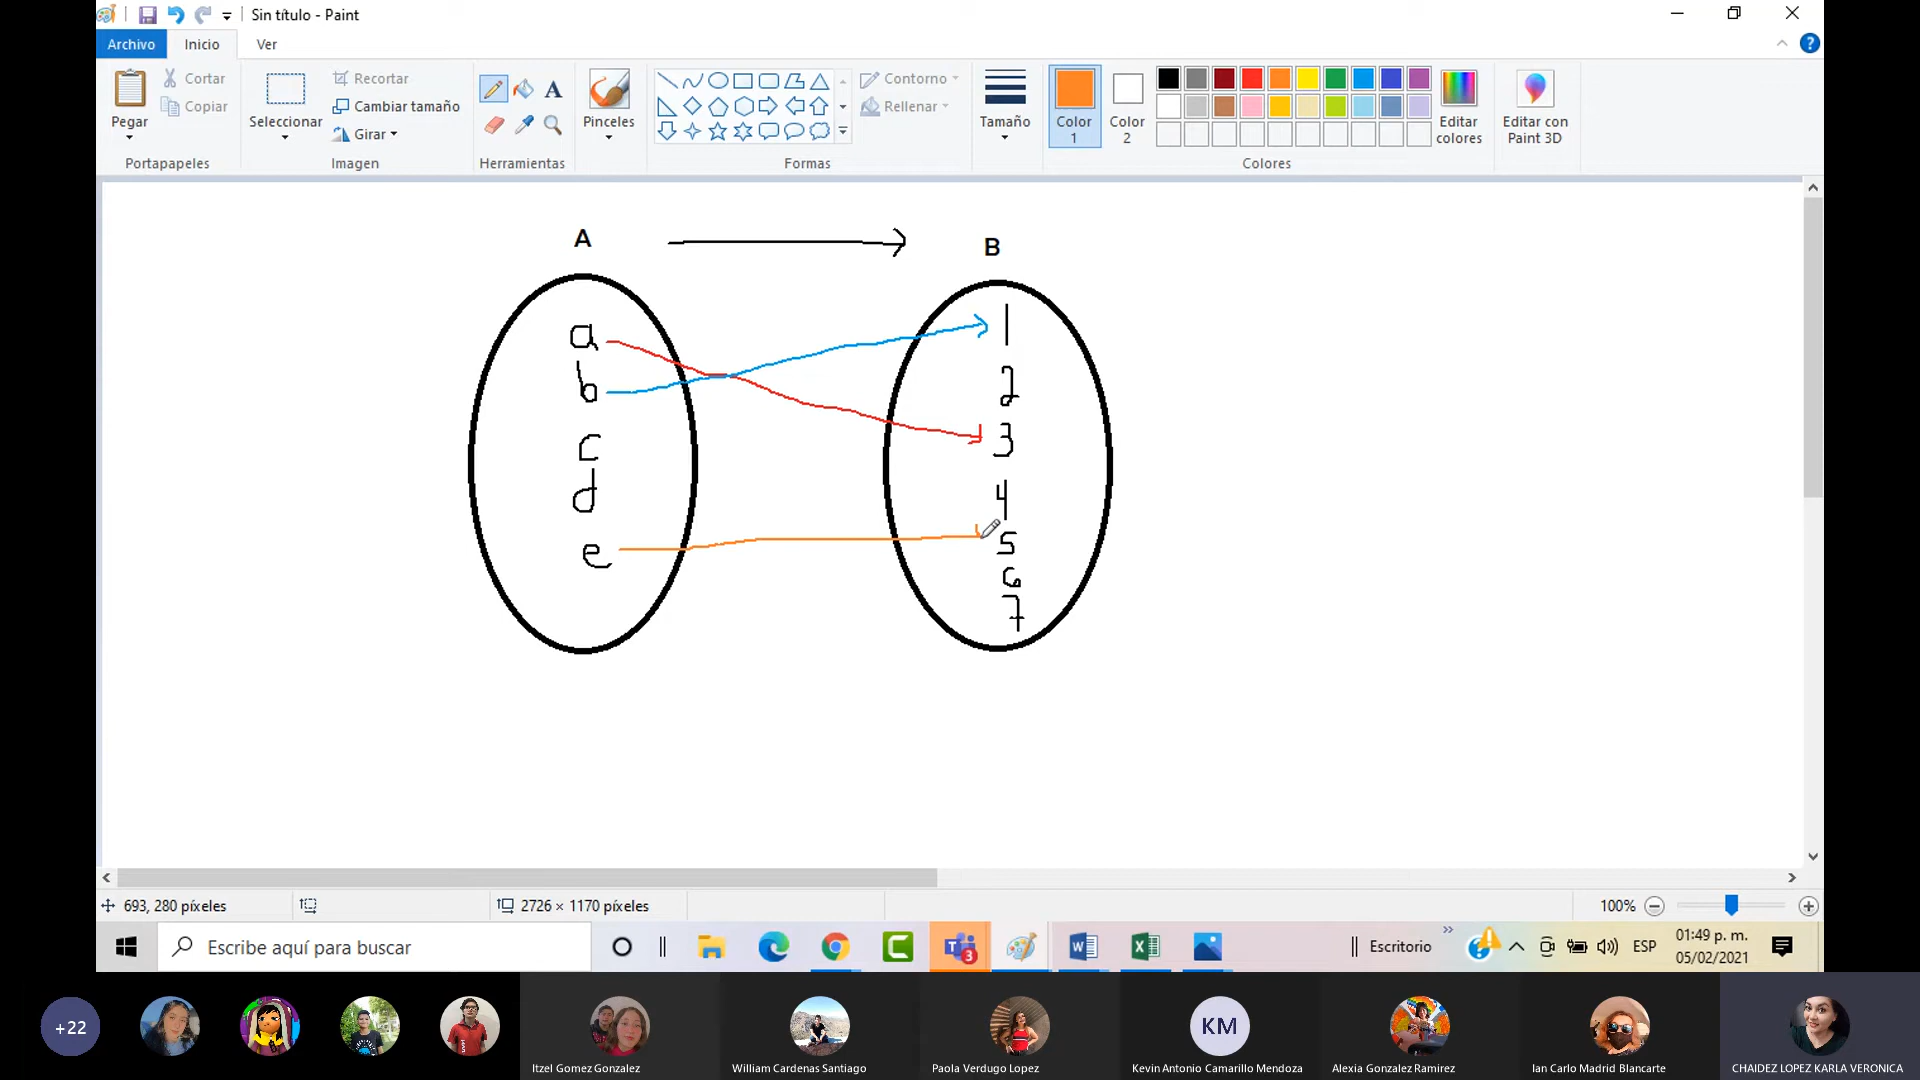 Sin título - Paint
Archivo Inicio Ver
Pegar
Cortar
Copiar
Portapapeles
Seleccionar
Recortar
Cambiar tamaño
Girar
Imagen
A
Herramientas
Pinceles
Contorno
Rellenar
Formas
Tamaño
Color 1
Color 2
Editar colores
Colores
Editar con Paint 3D
A
B
a
b
c
d
e
1
2
3
4
5
6
7
693, 280 píxeles
2726 × 1170 píxeles
100%
Escribe aquí para buscar
3
Escritorio
ESP
01:49 p. m.
05/02/2021
+22
KM
Itzel Gomez Gonzalez
William Cardenas Santiago
Paola Verdugo Lopez
Kevin Antonio Camarillo Mendoza
Alexia Gonzalez Ramirez
Ian Carlo Madrid Blancarte
CHAIDEZ LOPEZ KARLA VERONICA